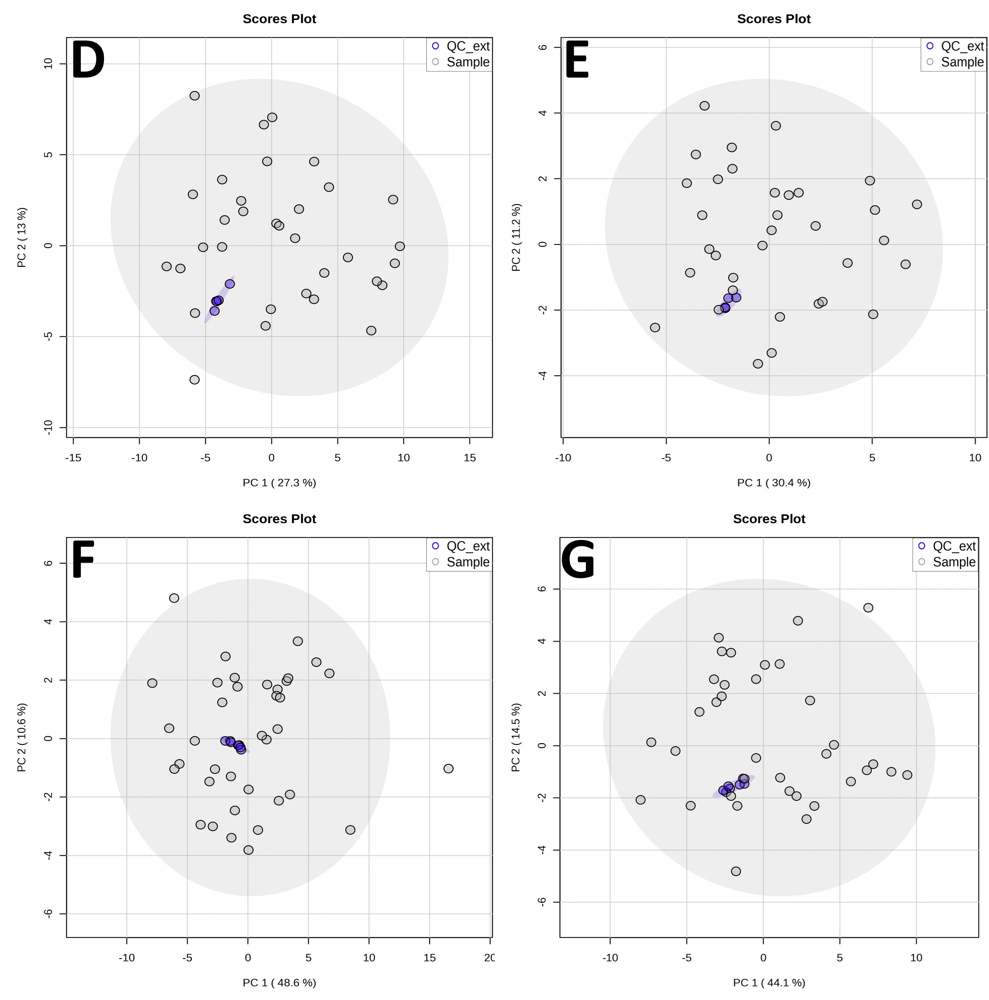 Scores Plot
D
QC_ext
Sample
10
5
0
-5
-10
PC 2 ( 13 %)
-15 -10 -5 0 5 10 15
PC 1 ( 27.3 %)
Scores Plot
E
QC_ext
Sample
6
4
2
0
-2
-4
PC 2 ( 11.2 %)
-10 -5 0 5 10
PC 1 ( 30.4 %)
Scores Plot
F
QC_ext
Sample
6
4
2
0
-2
-4
-6
PC 2 ( 10.6 %)
-10 -5 0 5 10 15 20
PC 1 ( 48.6 %)
Scores Plot
G
QC_ext
Sample
6
4
2
0
-2
-4
-6
PC 2 ( 14.5 %)
-10 -5 0 5 10
PC 1 ( 44.1 %)